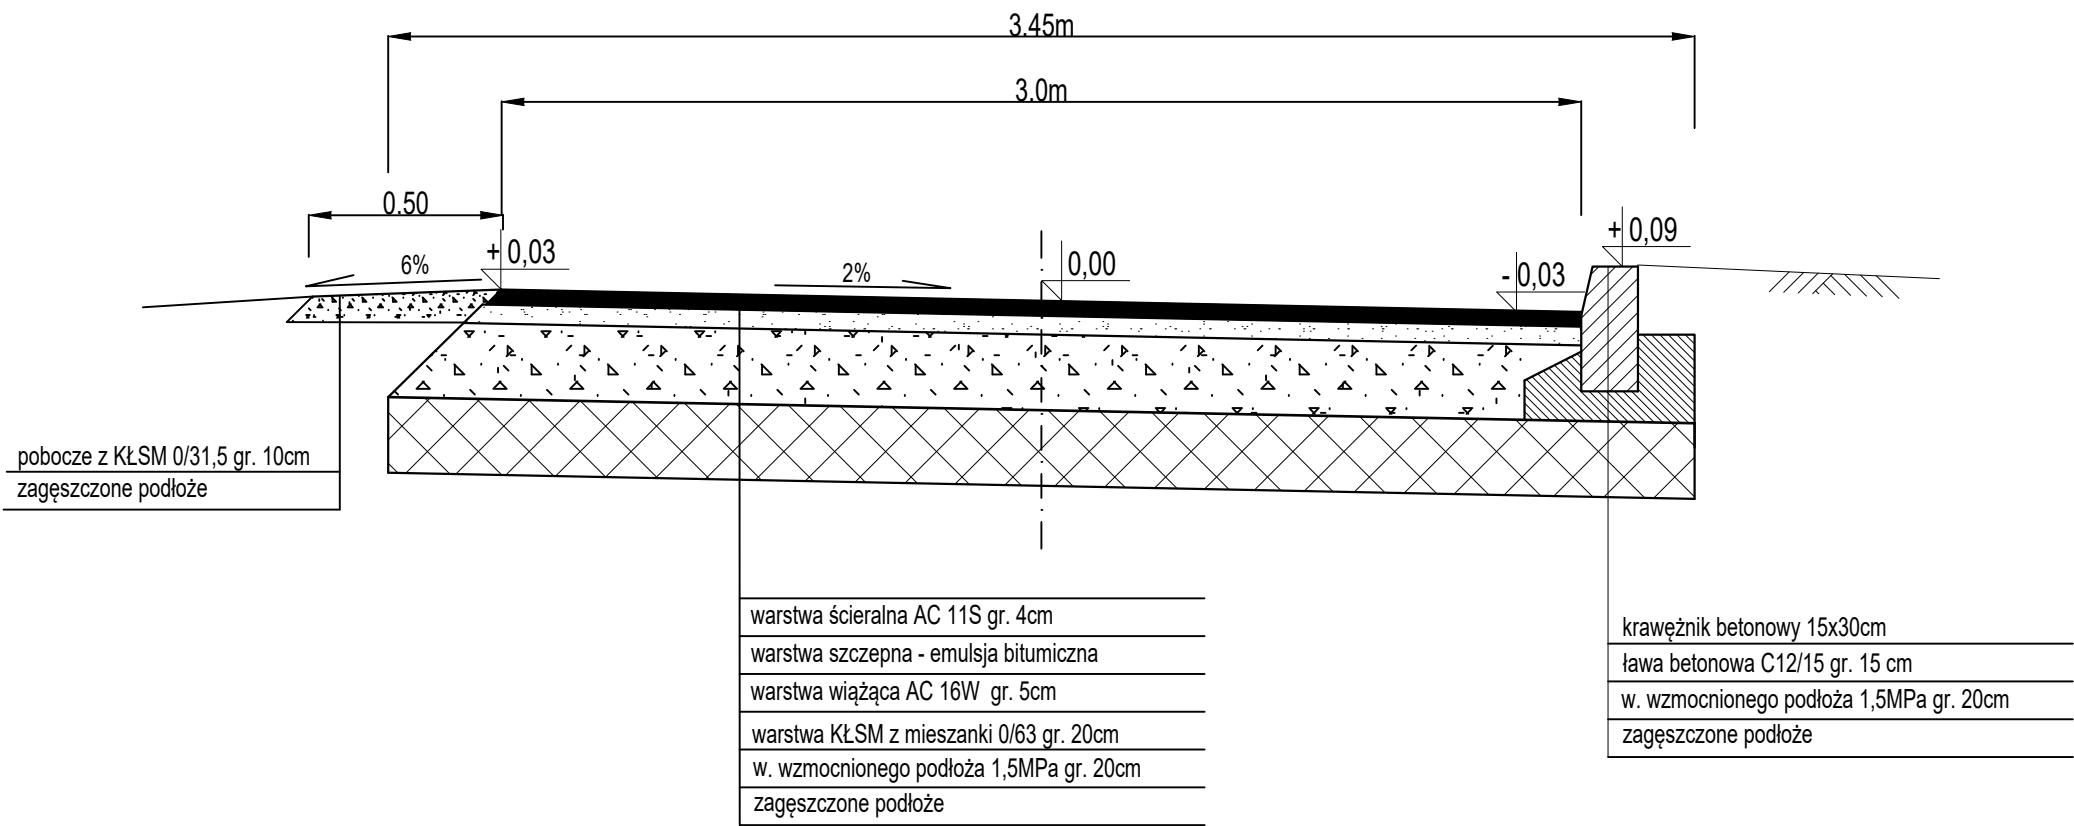 3.45m
3.0m
0.50
+ 0,03
6%
2%
0,00
- 0,03
+ 0,09
pobocze z KŁSM 0/31,5 gr. 10cm
zagęszczone podłoże
warstwa ścieralna AC 11S gr. 4cm
warstwa szczepna - emulsja bitumiczna
warstwa wiążąca AC 16W gr. 5cm
warstwa KŁSM z mieszanki 0/63 gr. 20cm
w. wzmocnionego podłoża 1,5MPa gr. 20cm
zagęszczone podłoże
krawężnik betonowy 15x30cm
ława betonowa C12/15 gr. 15 cm
w. wzmocnionego podłoża 1,5MPa gr. 20cm
zagęszczone podłoże